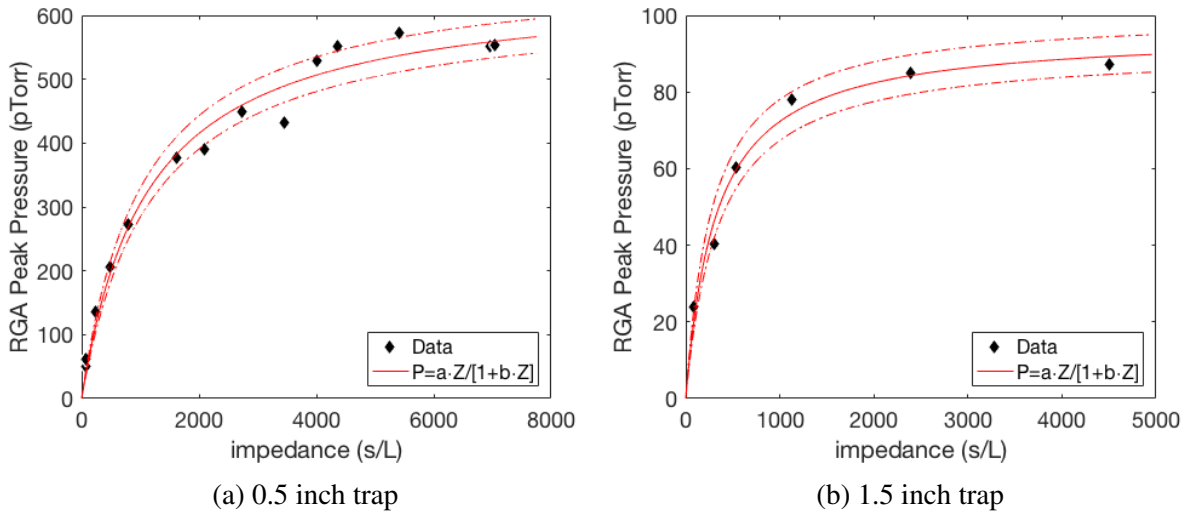 600
500
400
300
200
100
0
RGA Peak Pressure (pTorr)
Data
P=a·Z/[1+b·Z]
0 2000 4000 6000 8000
impedance (s/L)
(a) 0.5 inch trap
100
80
60
40
20
0
RGA Peak Pressure (pTorr)
Data
P=a·Z/[1+b·Z]
0 1000 2000 3000 4000 5000
impedance (s/L)
(b) 1.5 inch trap